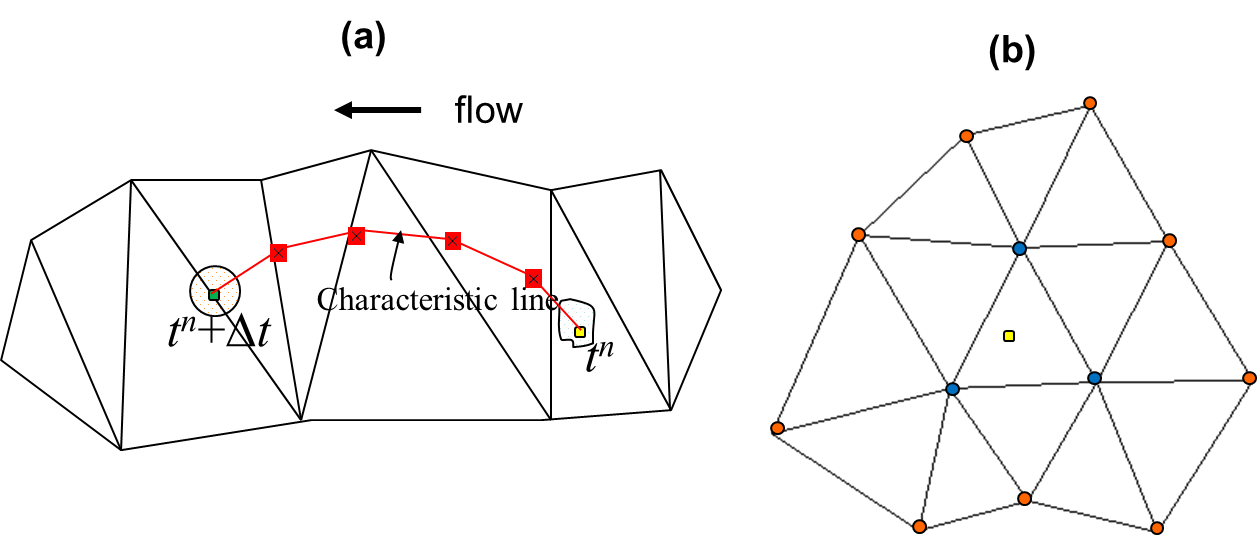 (a)
flow
Characteristic line
tⁿ+Δt
tⁿ
(b)